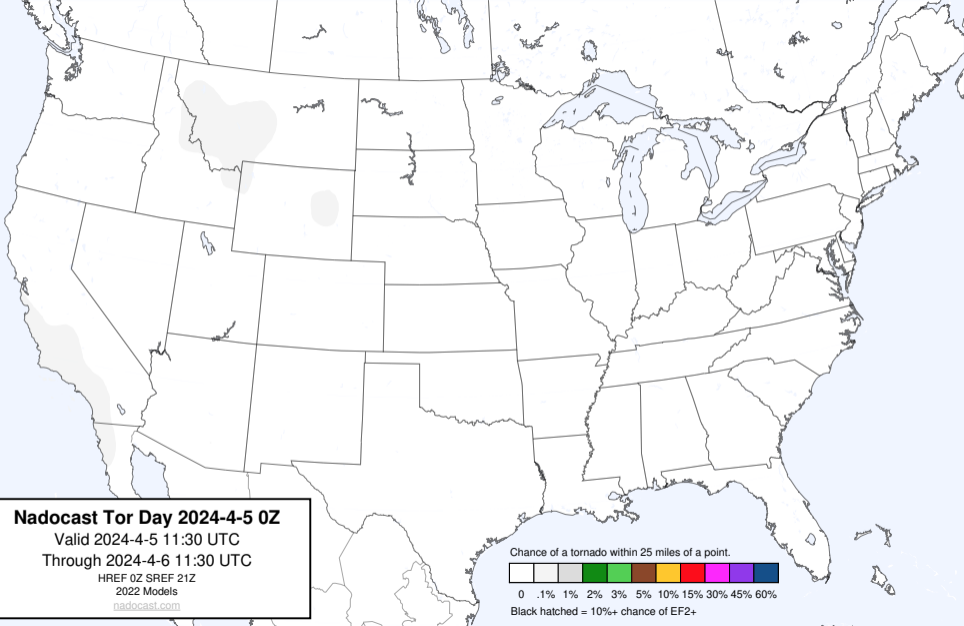 Nadocast Tor Day 2024-4-5 0Z
Valid 2024-4-5 11:30 UTC
Through 2024-4-6 11:30 UTC
HREF 0Z SREF 21Z
2022 Models
nadocast.com
Chance of a tornado within 25 miles of a point.
0 .1% 1% 2% 3% 5% 10% 15% 30% 45% 60%
Black hatched = 10%+ chance of EF2+